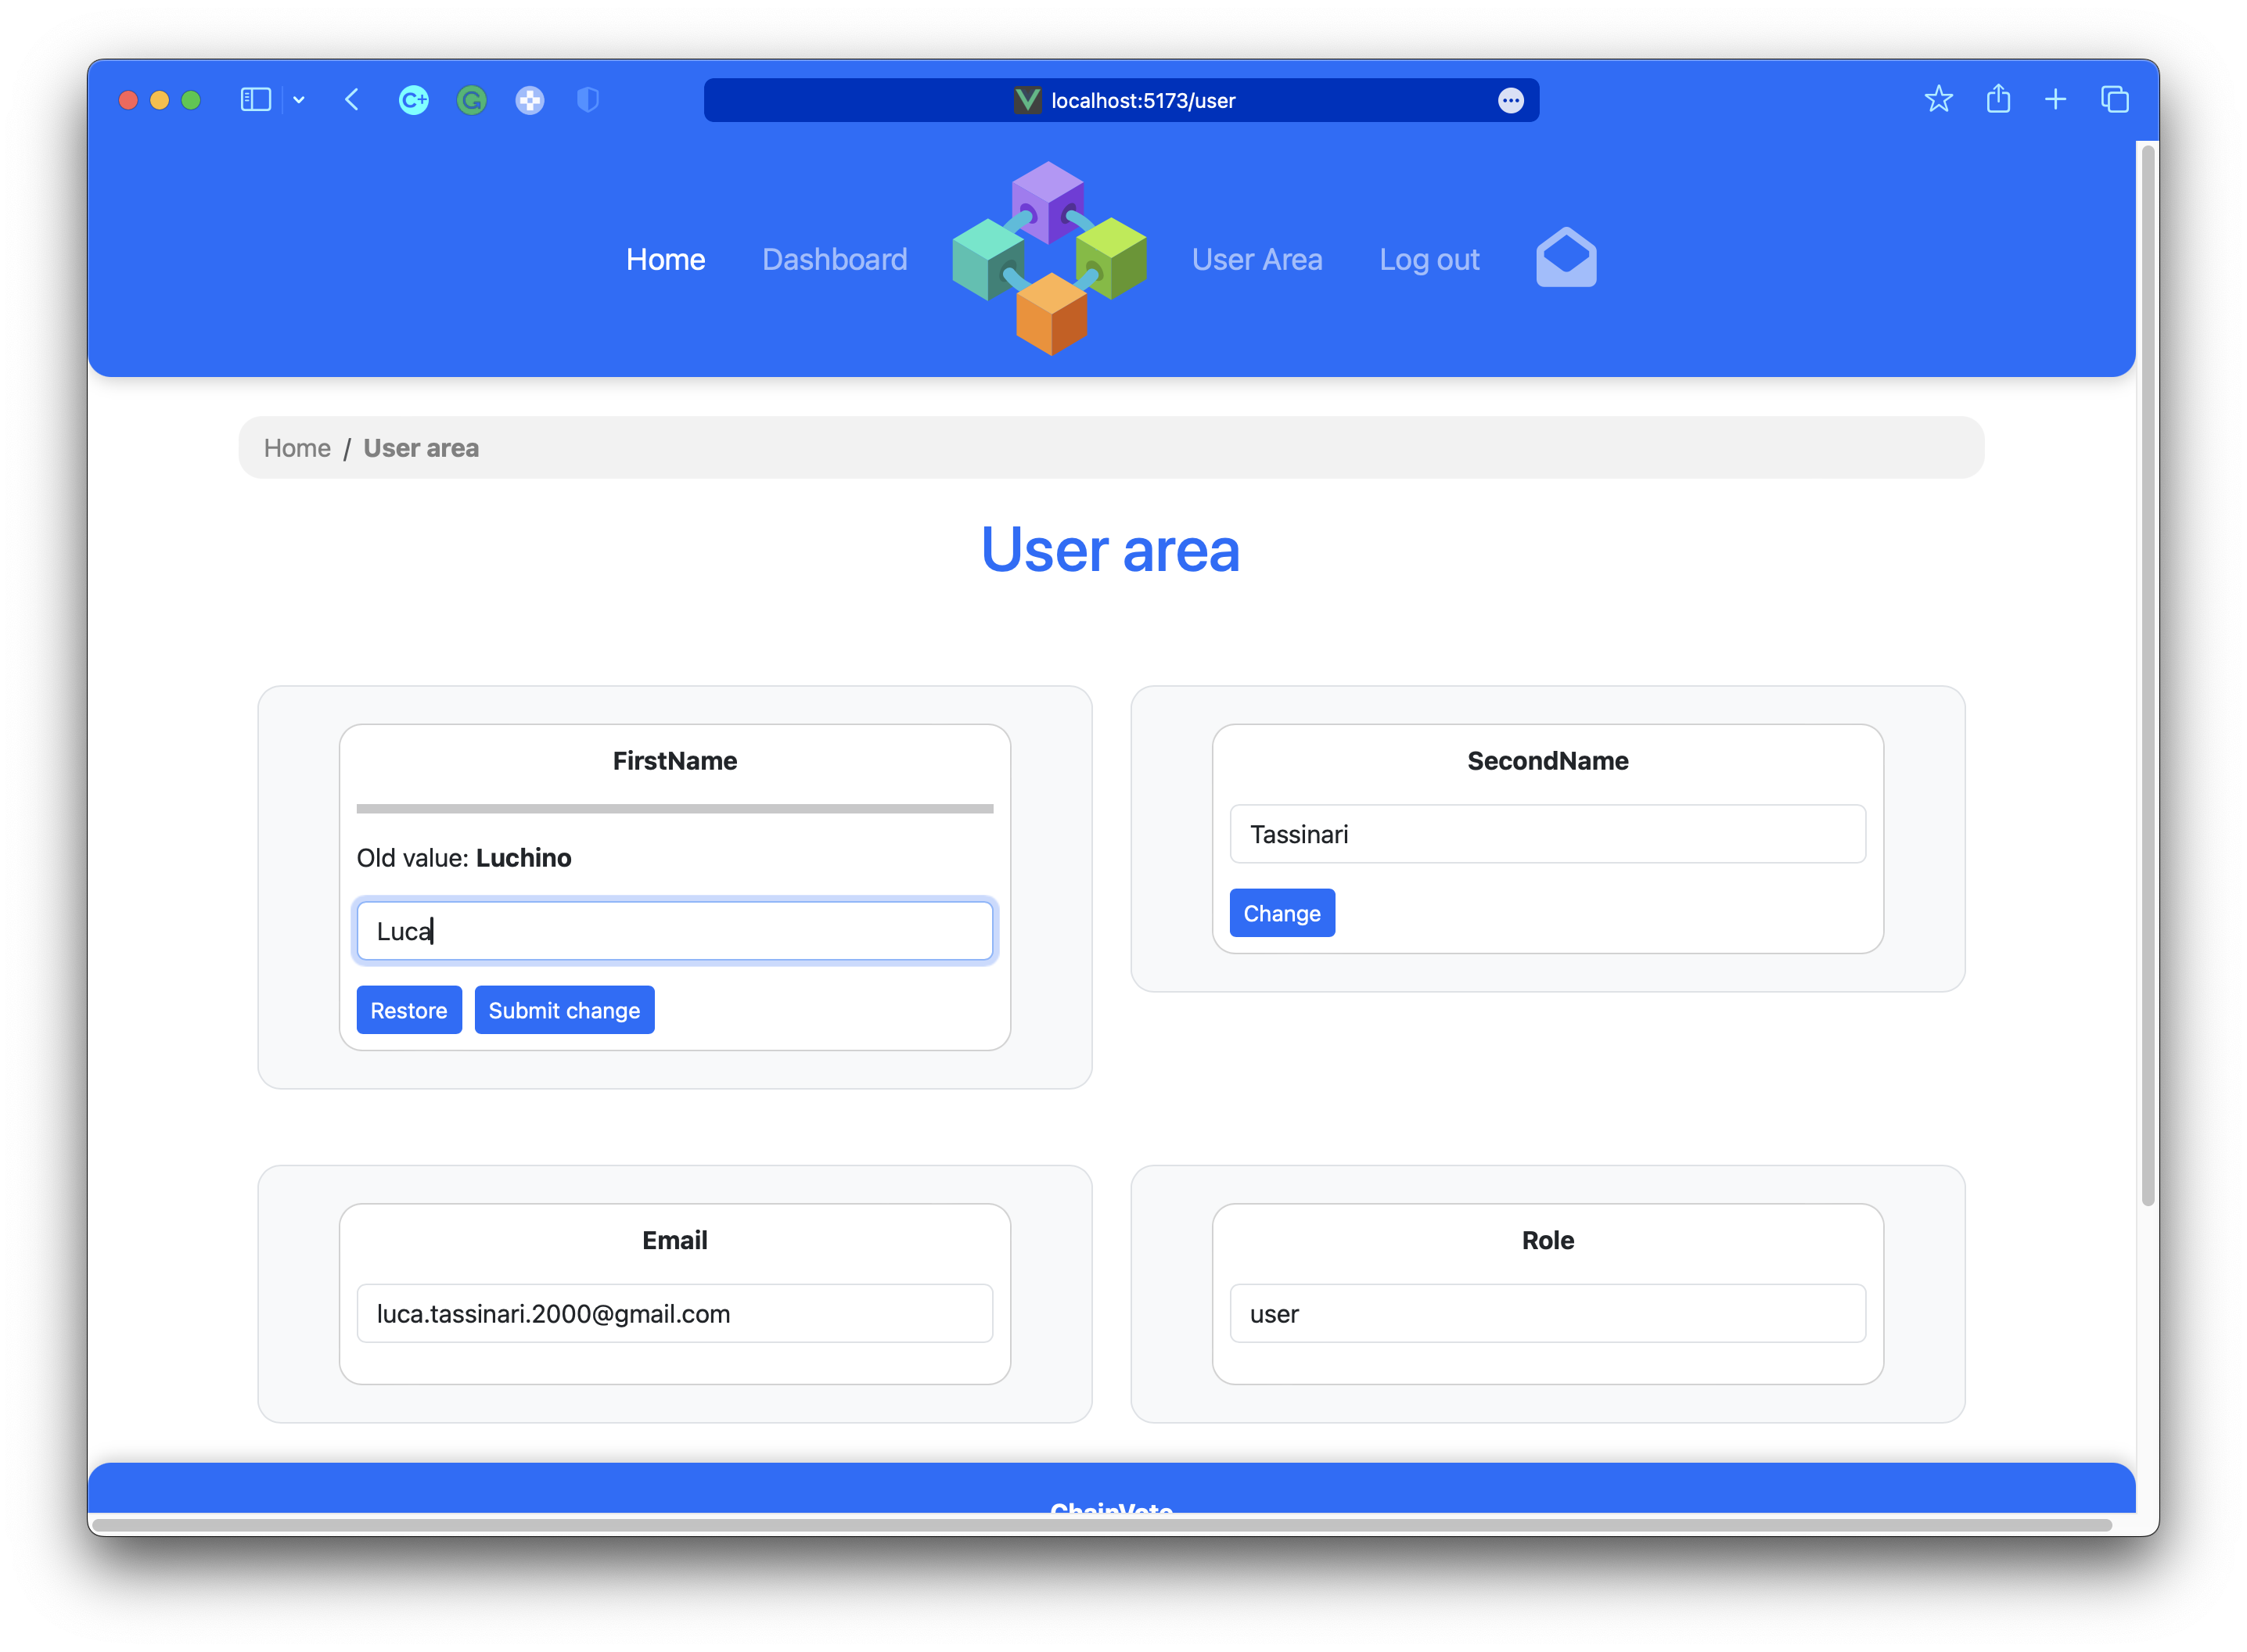 localhost:5173/user
Home Dashboard User Area Log out
Home / User area
User area
FirstName
Old value: Luchino
Luca
Restore Submit change
SecondName
Tassinari
Change
Email
luca.tassinari.2000@gmail.com
Role
user
ChainVote